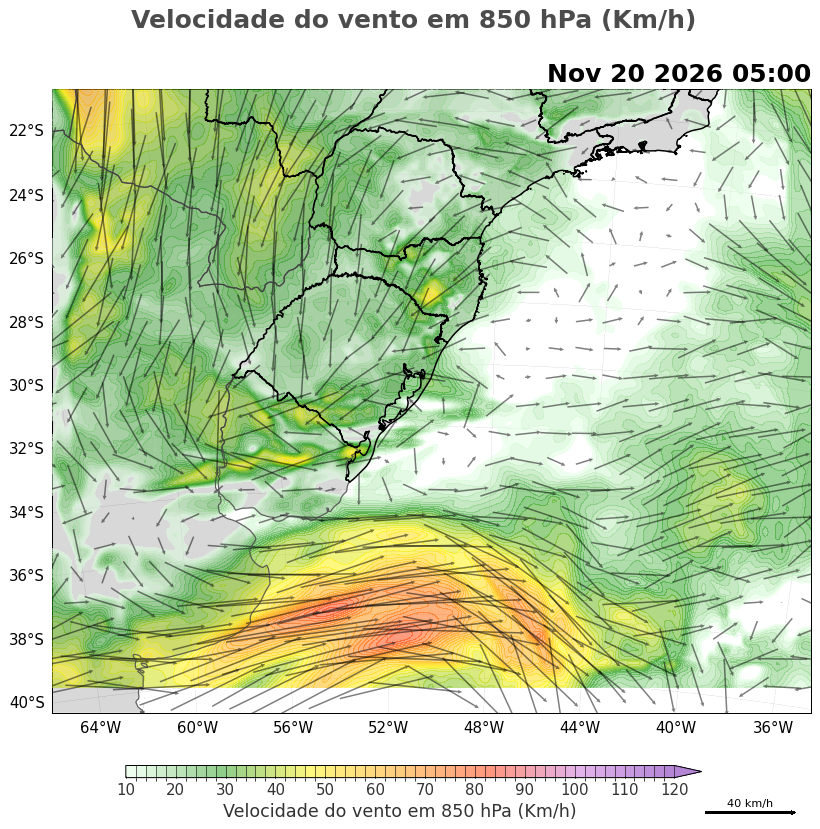 Velocidade do vento em 850 hPa (Km/h)
Nov 20 2026 05:00
22°S
24°S
26°S
28°S
30°S
32°S
34°S
36°S
38°S
40°S
64°W 60°W 56°W 52°W 48°W 44°W 40°W 36°W
10 20 30 40 50 60 70 80 90 100 110 120
Velocidade do vento em 850 hPa (Km/h)
40 km/h